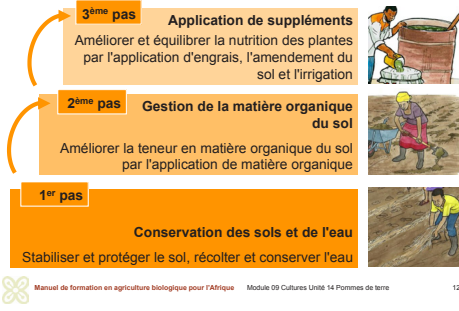 3ème pas
Application de suppléments
Améliorer et équilibrer la nutrition des plantes
par l'application d'engrais, l'amendement du
sol et l'irrigation
2ème pas
Gestion de la matière organique
du sol
Améliorer la teneur en matière organique du sol
par l'application de matière organique
1er pas
Conservation des sols et de l'eau
Stabiliser et protéger le sol, récolter et conserver l'eau
Manuel de formation en agriculture biologique pour l'Afrique Module 09 Cultures Unité 14 Pommes de terre 12